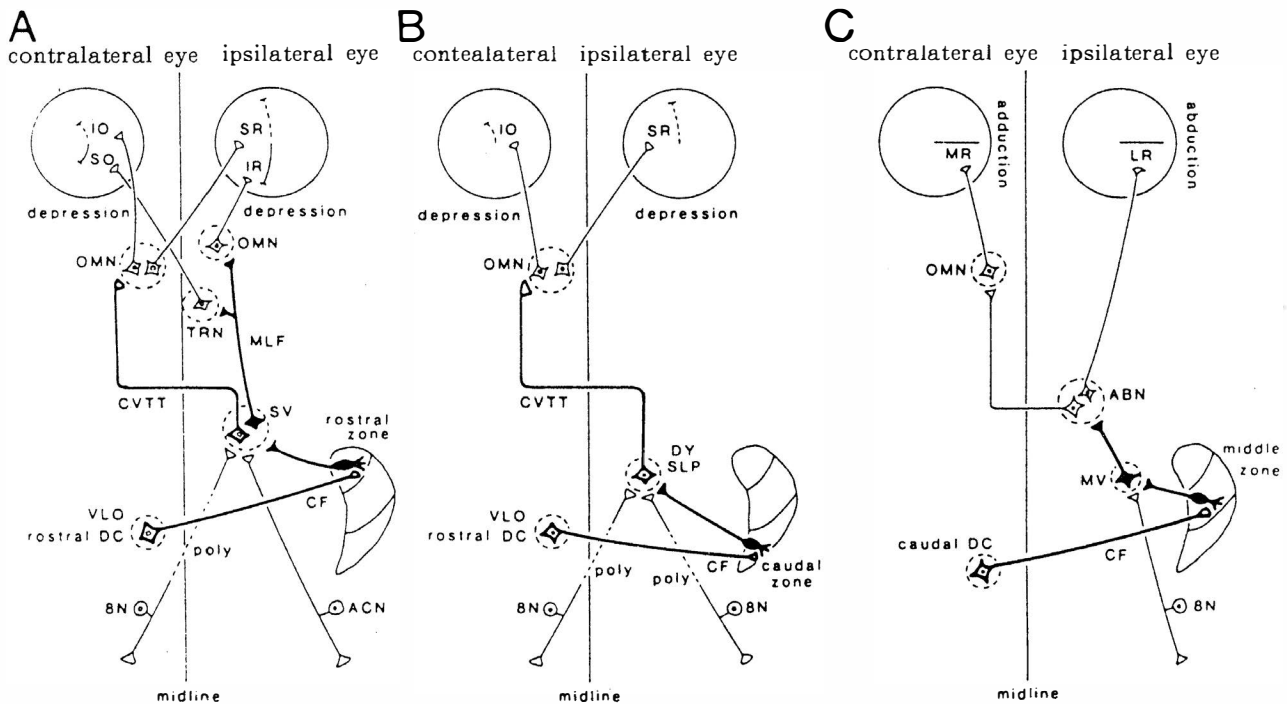 A
contralateral eye ipsilateral eye
IO
SO
SR
IR
depression
depression
OMN
OMN
TRN
MLF
CVTT
SV
rostral
zone
CF
VLO
rostral DC
poly
8N
ACN
midline
B
contealateral ipsilateral eye
IO
SR
depression
depression
OMN
CVTT
DY
SLP
VLO
rostral DC
CF
caudal
zone
poly
poly
8N
8N
midline
C
contralateral eye ipsilateral eye
MR
adduction
LR
abduction
OMN
ABN
MV
middle
zone
caudal DC
CF
8N
midline